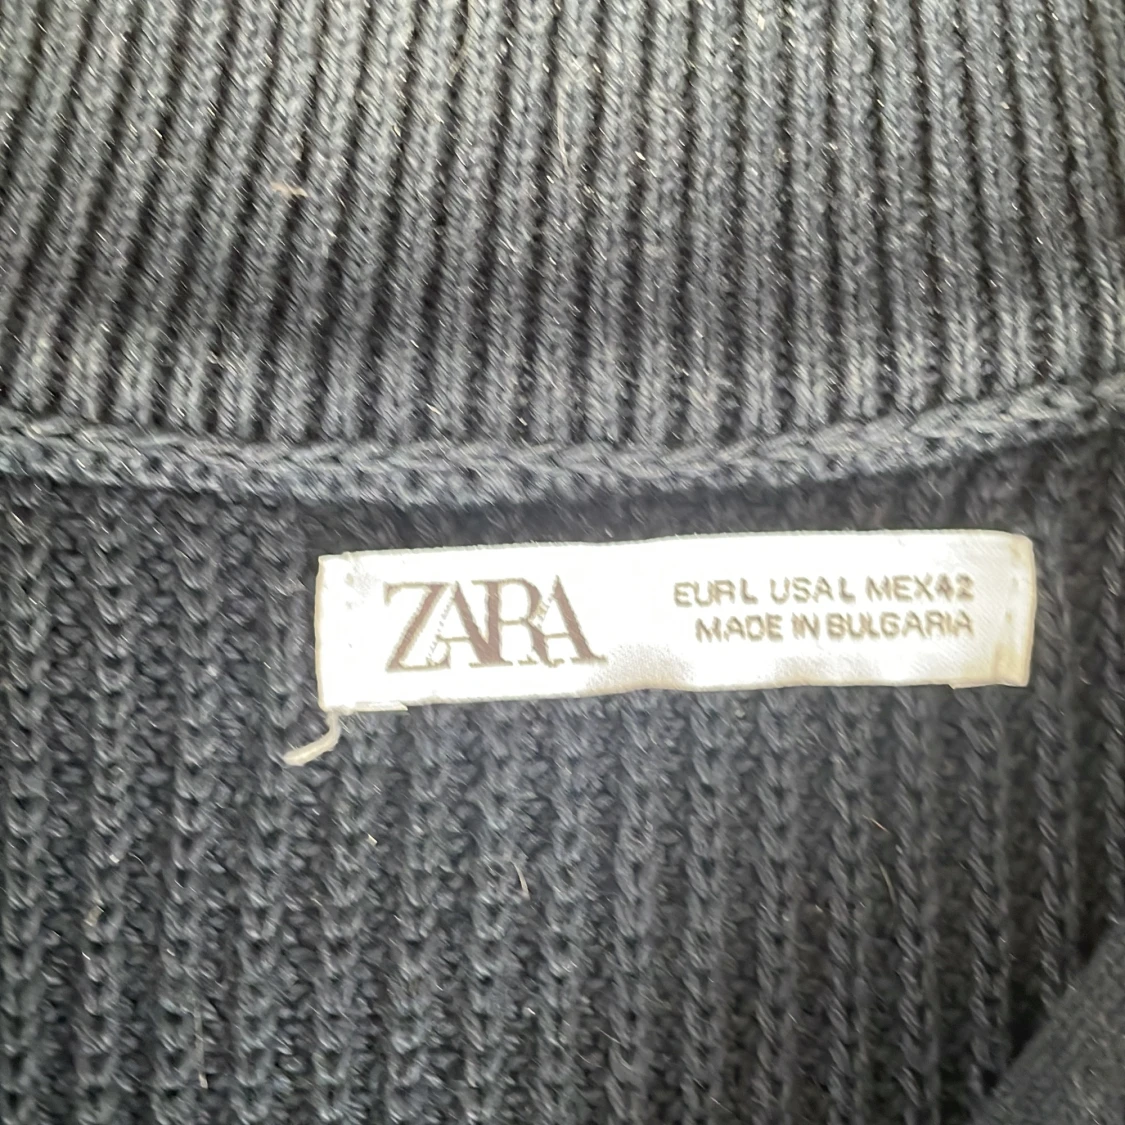 ZARA
EUR L USA L MEX 42
MADE IN BULGARIA